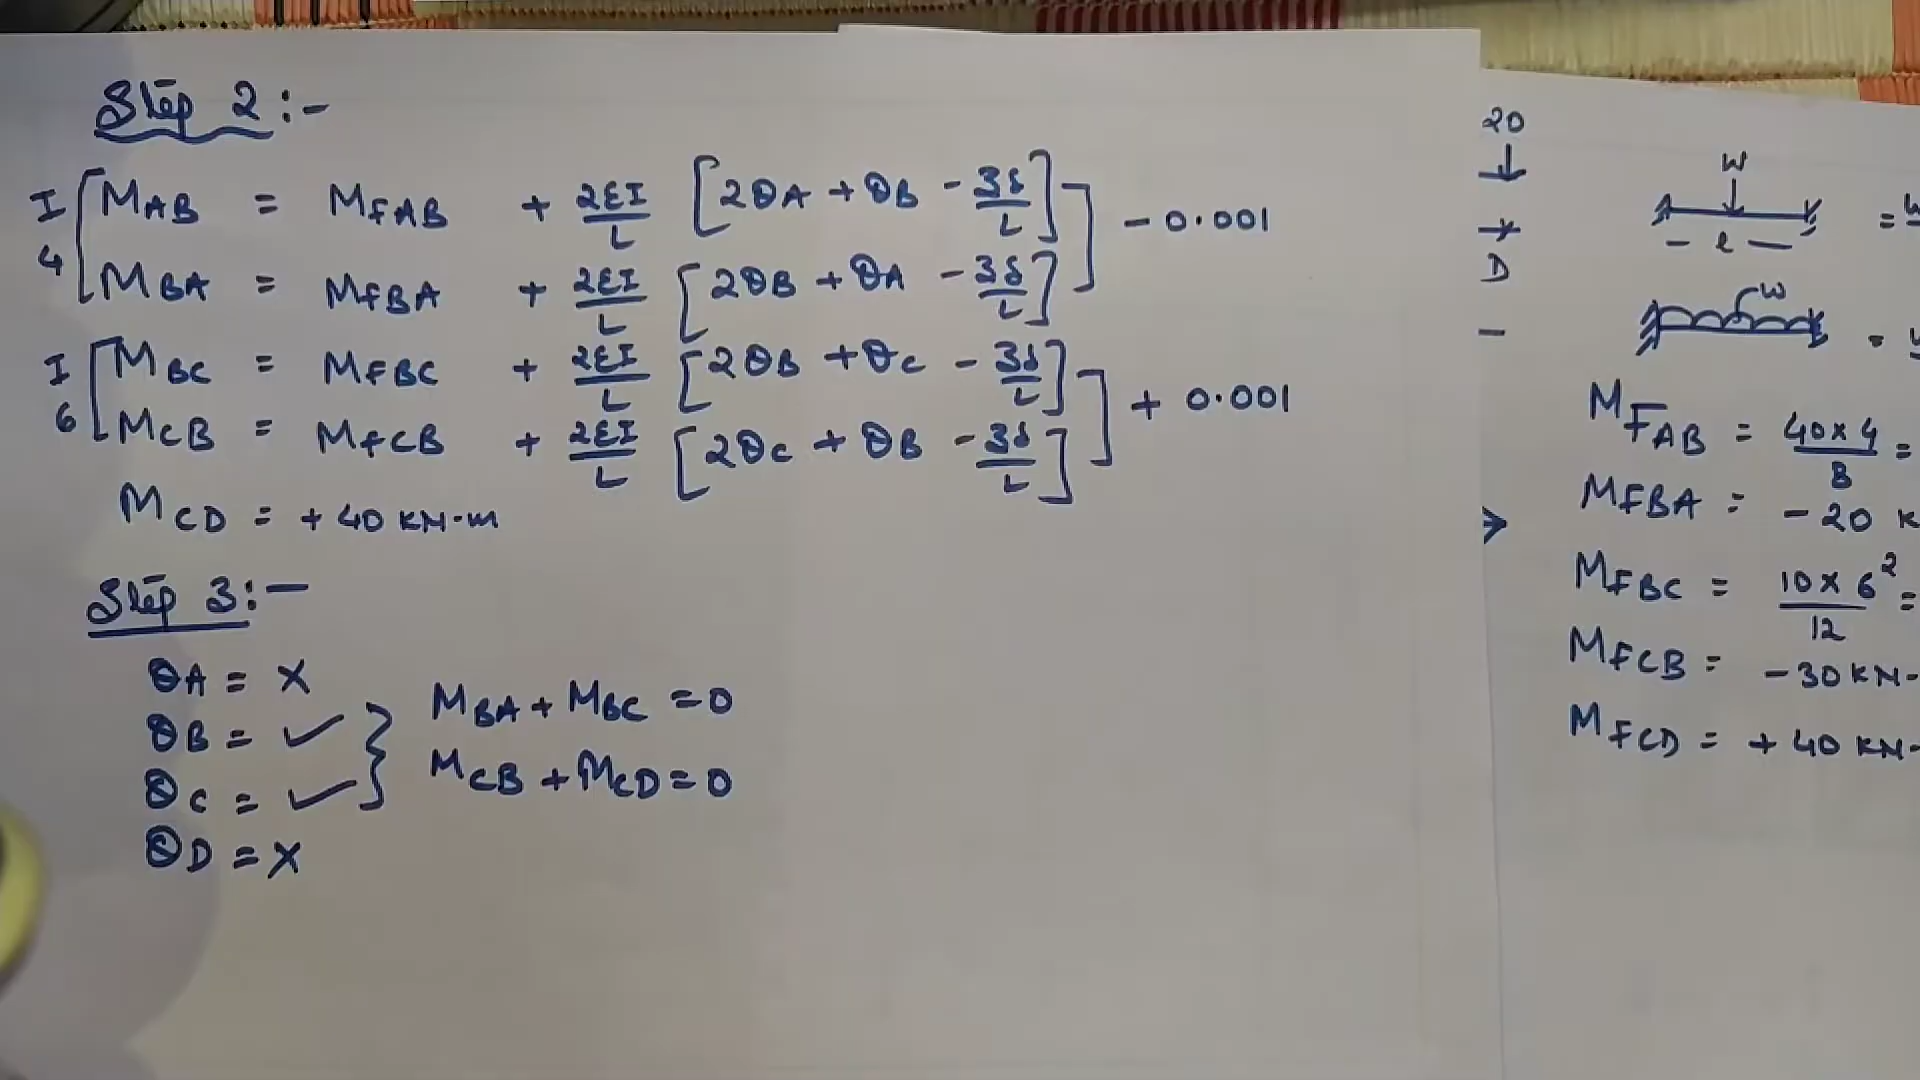 Step 2:-
I 4 [ MAB = MFAB + 2EI/L [2θA + θB - 3δ/L] ] - 0.001
MBA = MFBA + 2EI/L [2θB + θA - 3δ/L]
I 6 [ MBC = MFBC + 2EI/L [2θB + θC - 3δ/L] ] + 0.001
MCB = MFCB + 2EI/L [2θC + θB - 3δ/L]
MCD = + 40 KN-m
Step 3:-
θA = X
θB = ✓ } MBA + MBC = 0
θC = ✓ MCB + MCD = 0
θD = X
20
D
W
- l -
=
w
=
MFAB = 40 x 4 / 8 =
MFBA = - 20
MFBC = 10 x 6² / 12 =
MFCB = - 30 KN-
MFCD = + 40 KN-